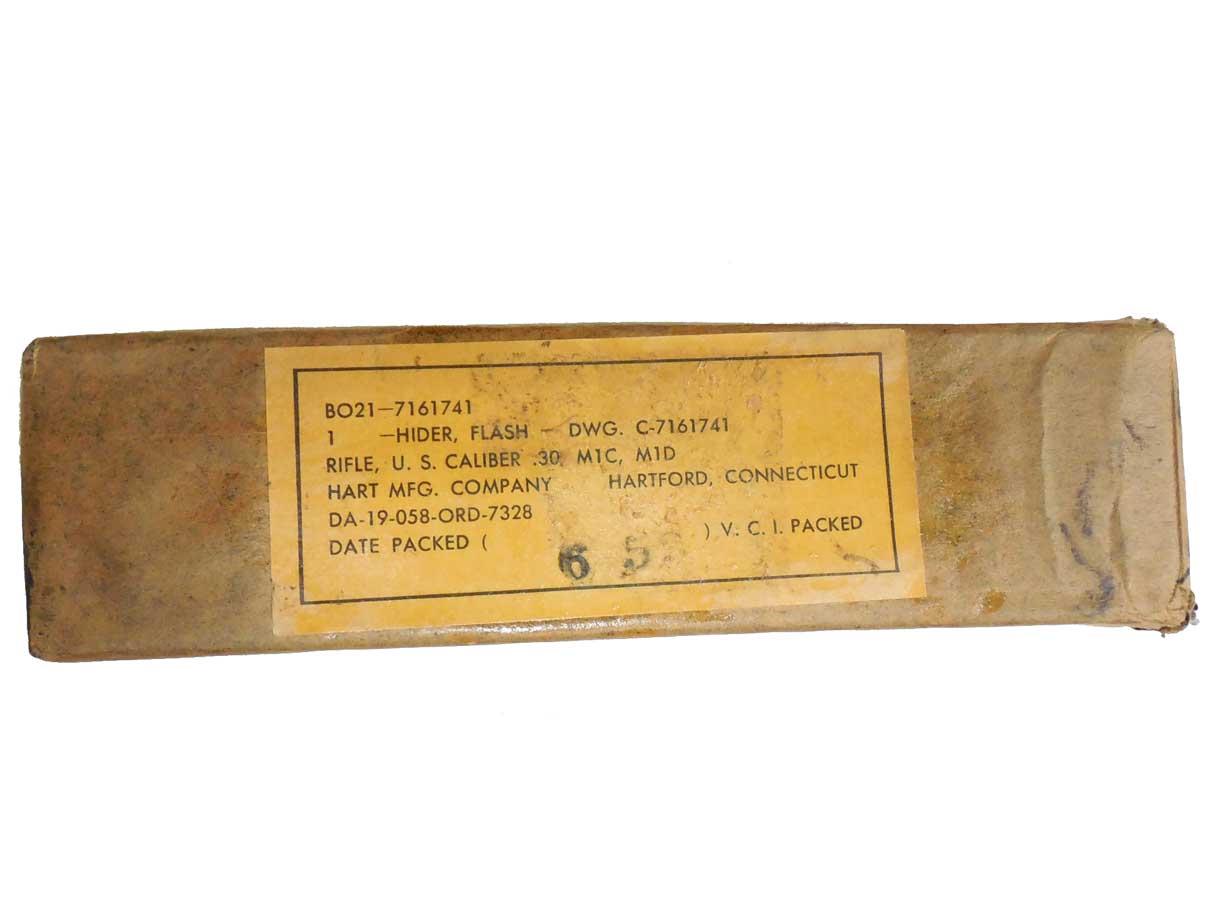 BO21-7161741
1 -HIDER, FLASH - DWG. C-7161741
RIFLE, U. S. CALIBER .30, M1C, M1D
HART MFG. COMPANY HARTFORD, CONNECTICUT
DA-19-058-ORD-7328
DATE PACKED ( 6 5 ) V. C. I. PACKED